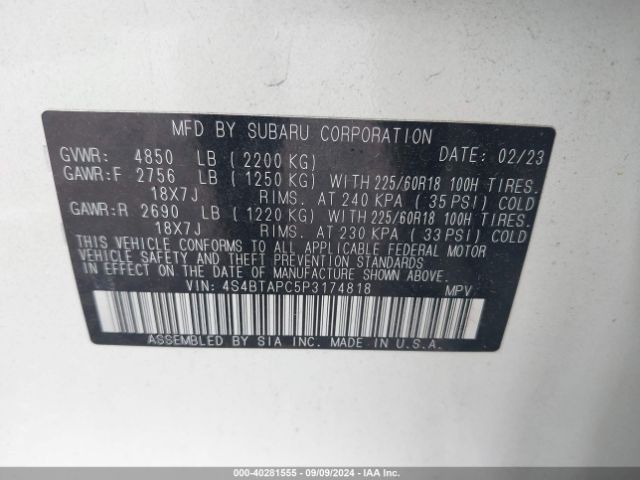 MFD BY SUBARU CORPORATION
GVWR: 4850 LB (2200 KG) DATE: 02/23
GAWR:F 2756 LB (1250 KG) WITH 225/60R18 100H TIRES.
18X7J RIMS. AT 240 KPA (35 PSI) COLD
GAWR:R 2690 LB (1220 KG) WITH 225/60R18 100H TIRES.
18X7J RIMS. AT 230 KPA (33 PSI) COLD
THIS VEHICLE CONFORMS TO ALL APPLICABLE FEDERAL MOTOR
VEHICLE SAFETY AND THEFT PREVENTION STANDARDS
IN EFFECT ON THE DATE OF MANUFACTURE SHOWN ABOVE.
VIN: 4S4BTAPC5P3174818 MPV
ASSEMBLED BY SIA INC. MADE IN U.S.A.
000-40281555 - 09/09/2024 - IAA Inc.